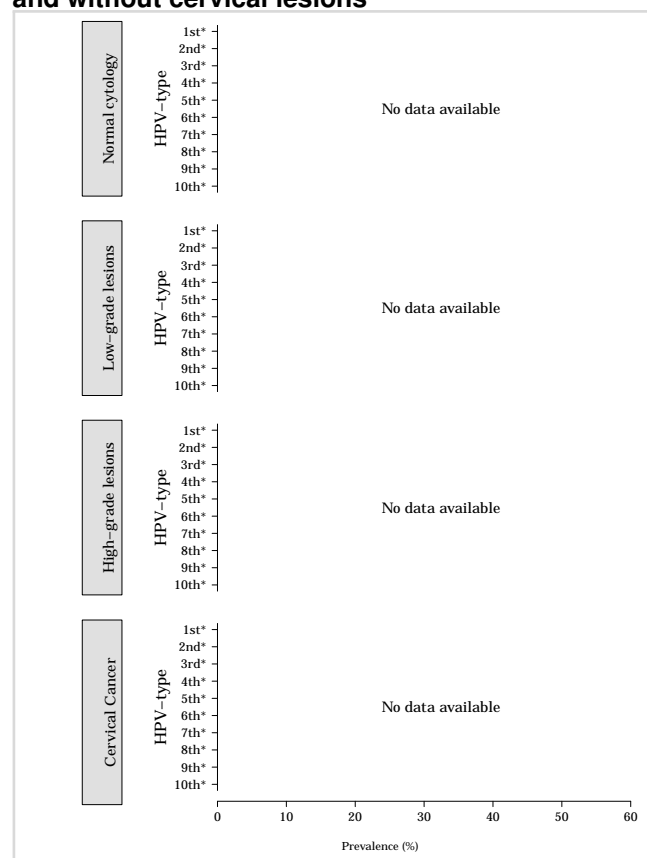 and without cervical lesions
Normal cytology
HPV−type
1st*
2nd*
3rd*
4th*
5th*
6th*
7th*
8th*
9th*
10th*
No data available
Low−grade lesions
HPV−type
1st*
2nd*
3rd*
4th*
5th*
6th*
7th*
8th*
9th*
10th*
No data available
High−grade lesions
HPV−type
1st*
2nd*
3rd*
4th*
5th*
6th*
7th*
8th*
9th*
10th*
No data available
Cervical Cancer
HPV−type
1st*
2nd*
3rd*
4th*
5th*
6th*
7th*
8th*
9th*
10th*
No data available
0 10 20 30 40 50 60
Prevalence (%)